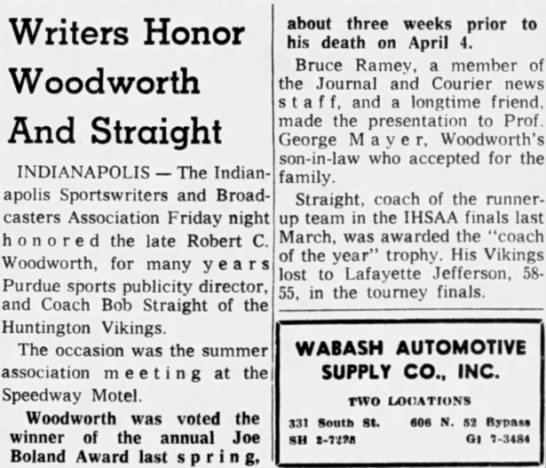 Writers Honor
Woodworth
And Straight
INDIANAPOLIS — The Indian-
apolis Sportswriters and Broad-
casters Association Friday night
honored the late Robert C.
Woodworth, for many years
Purdue sports publicity director,
and Coach Bob Straight of the
Huntington Vikings.
The occasion was the summer
association meeting at the
Speedway Motel.
Woodworth was voted the
winner of the annual Joe
Boland Award last spring,
about three weeks prior to
his death on April 4.
Bruce Ramey, a member of
the Journal and Courier news
staff, and a longtime friend,
made the presentation to Prof.
George Mayer, Woodworth's
son-in-law who accepted for the
family.
Straight, coach of the runner-
up team in the IHSAA finals last
March, was awarded the "coach
of the year" trophy. His Vikings
lost to Lafayette Jefferson, 58-
55, in the tourney finals.
WABASH AUTOMOTIVE
SUPPLY CO., INC.
TWO LOCATIONS
331 South St. 606 N. 52 Bypass
SH 2-7278 GI 7-3484